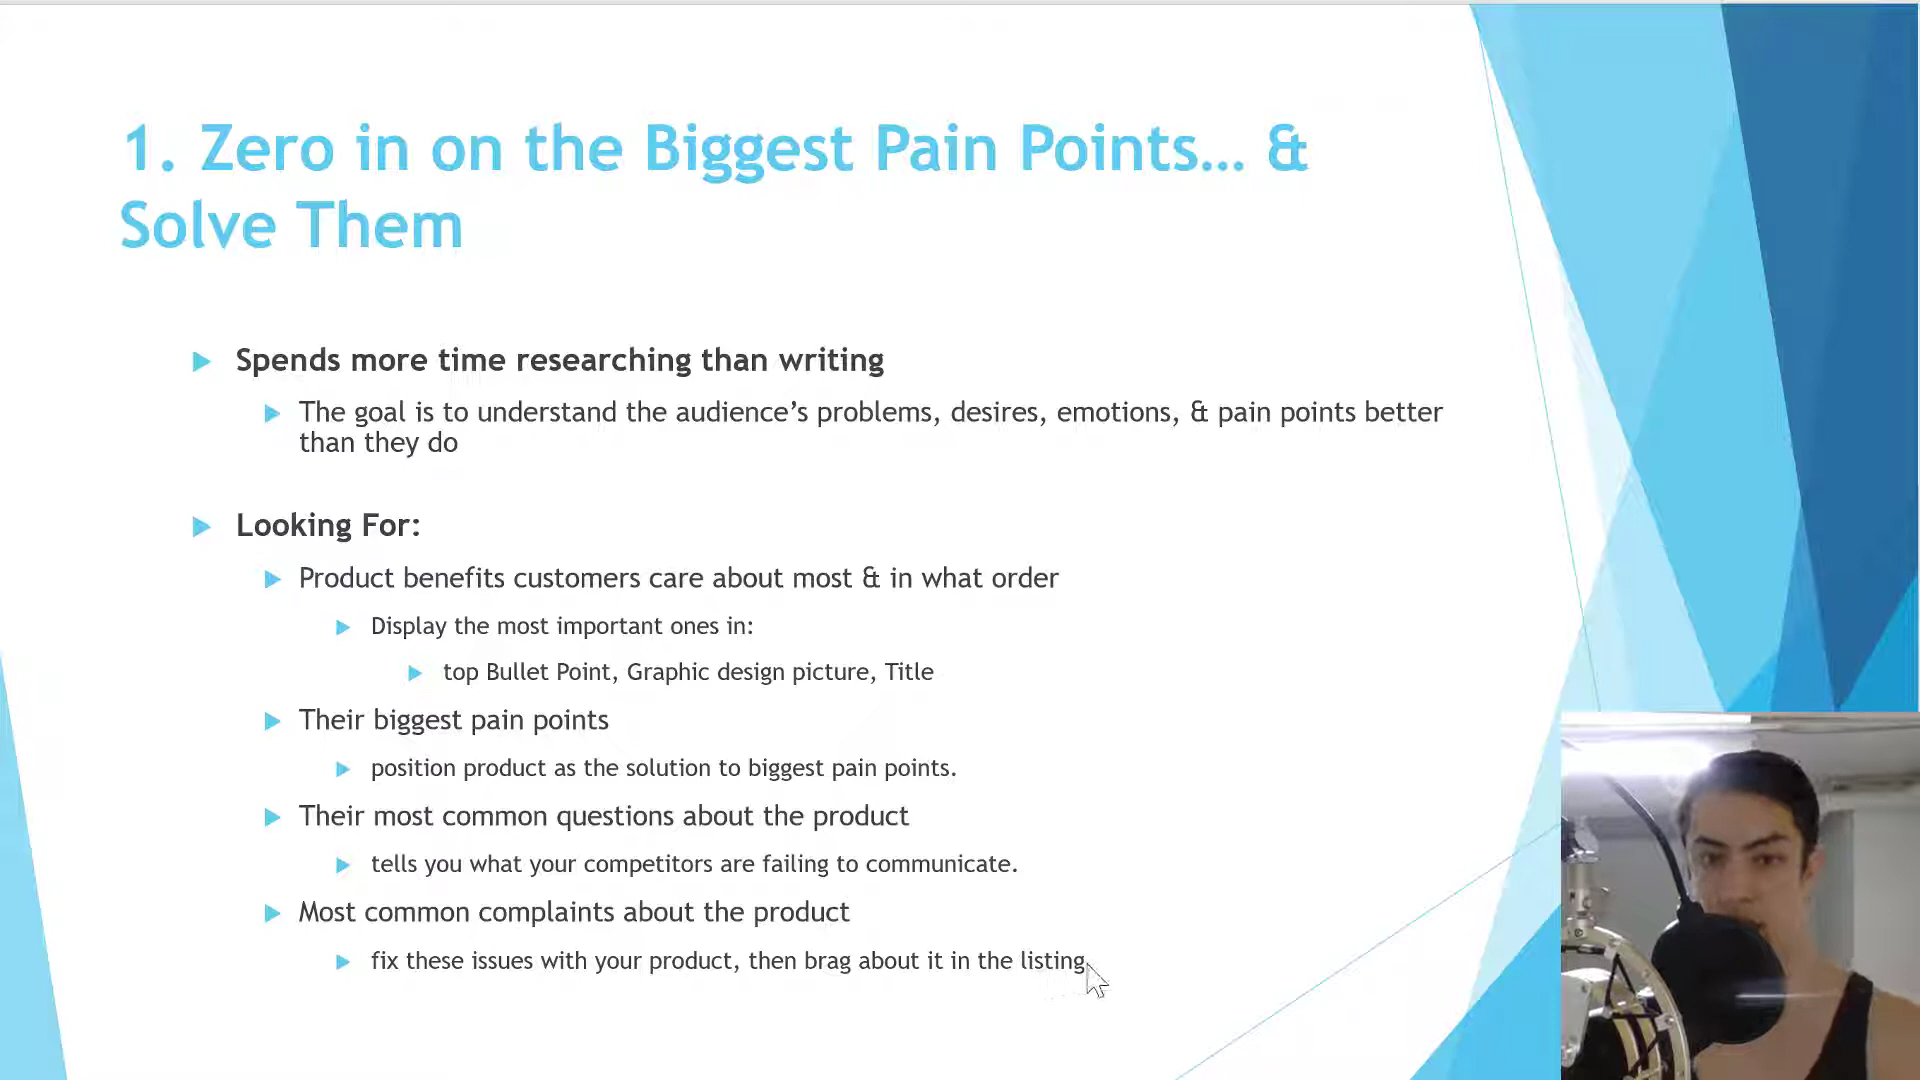 1. Zero in on the Biggest Pain Points… &
Solve Them
Spends more time researching than writing
The goal is to understand the audience’s problems, desires, emotions, & pain points better
than they do
Looking For:
Product benefits customers care about most & in what order
Display the most important ones in:
top Bullet Point, Graphic design picture, Title
Their biggest pain points
position product as the solution to biggest pain points.
Their most common questions about the product
tells you what your competitors are failing to communicate.
Most common complaints about the product
fix these issues with your product, then brag about it in the listing.